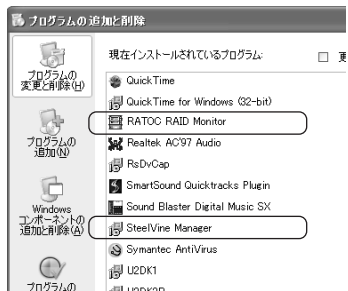 プログラムの追加と削除
現在インストールされているプログラム:
プログラムの
変更と削除(H)
プログラムの
追加(N)
Windows
コンポーネントの
追加と削除(A)
プログラムの
QuickTime
QuickTime for Windows (32-bit)
RATOC RAID Monitor
Realtek AC'97 Audio
RsDvCap
SmartSound Quicktracks Plugin
Sound Blaster Digital Music SX
SteelVine Manager
Symantec AntiVirus
U2DK1